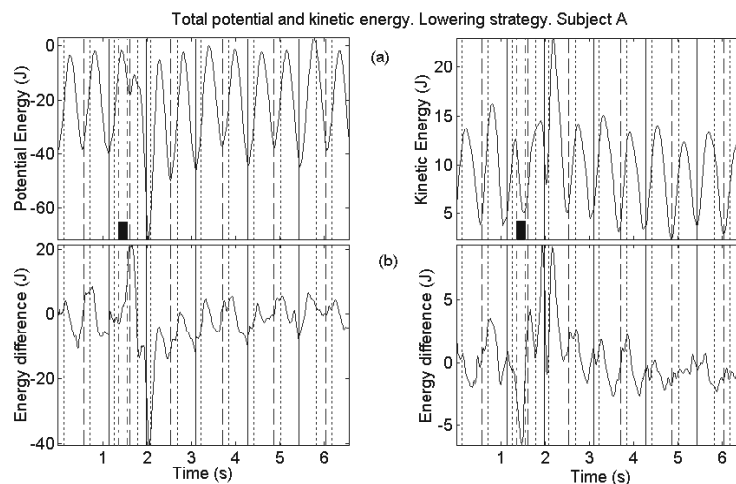 Total potential and kinetic energy. Lowering strategy. Subject A
(a)
Potential Energy (J)
0
-20
-40
-60
Kinetic Energy (J)
20
15
10
5
(b)
Energy difference (J)
20
0
-20
-40
1 2 3 4 5 6
Time (s)
Energy difference (J)
5
0
-5
1 2 3 4 5 6
Time (s)